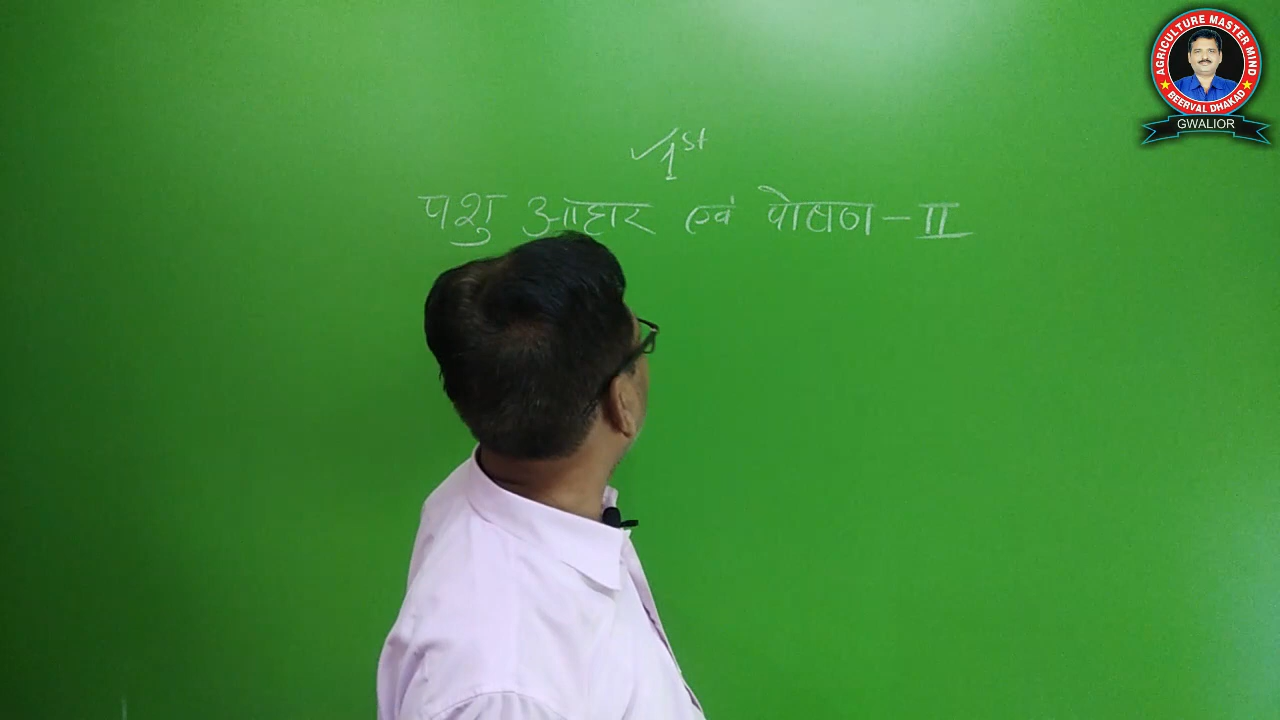 ✓1st
पशु आहार एवं पोषण - II
AGRICULTURE MASTER MIND
BEERVAL DHAKAD
GWALIOR